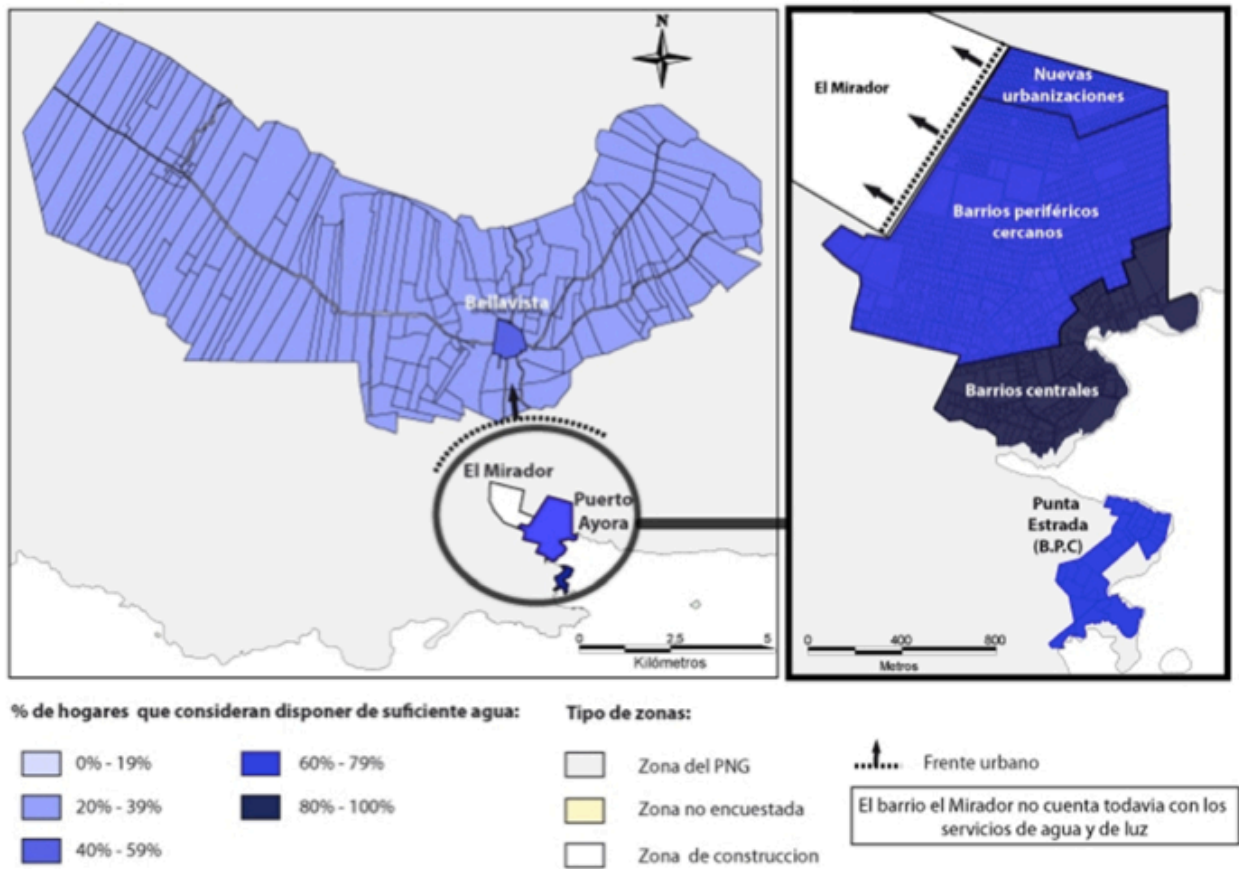 N
Bellavista
El Mirador
Puerto
Ayora
0
2,5
5
Kilómetros
El Mirador
Nuevas
urbanizaciones
Barrios periféricos
cercanos
Barrios centrales
Punta
Estrada
(B.P.C)
0
400
800
Metros
% de hogares que consideran disponer de suficiente agua:
0% - 19%
20% - 39%
40% - 59%
60% - 79%
80% - 100%
Tipo de zonas:
Zona del PNG
Zona no encuestada
Zona de construccion
Frente urbano
El barrio el Mirador no cuenta todavia con los
servicios de agua y de luz